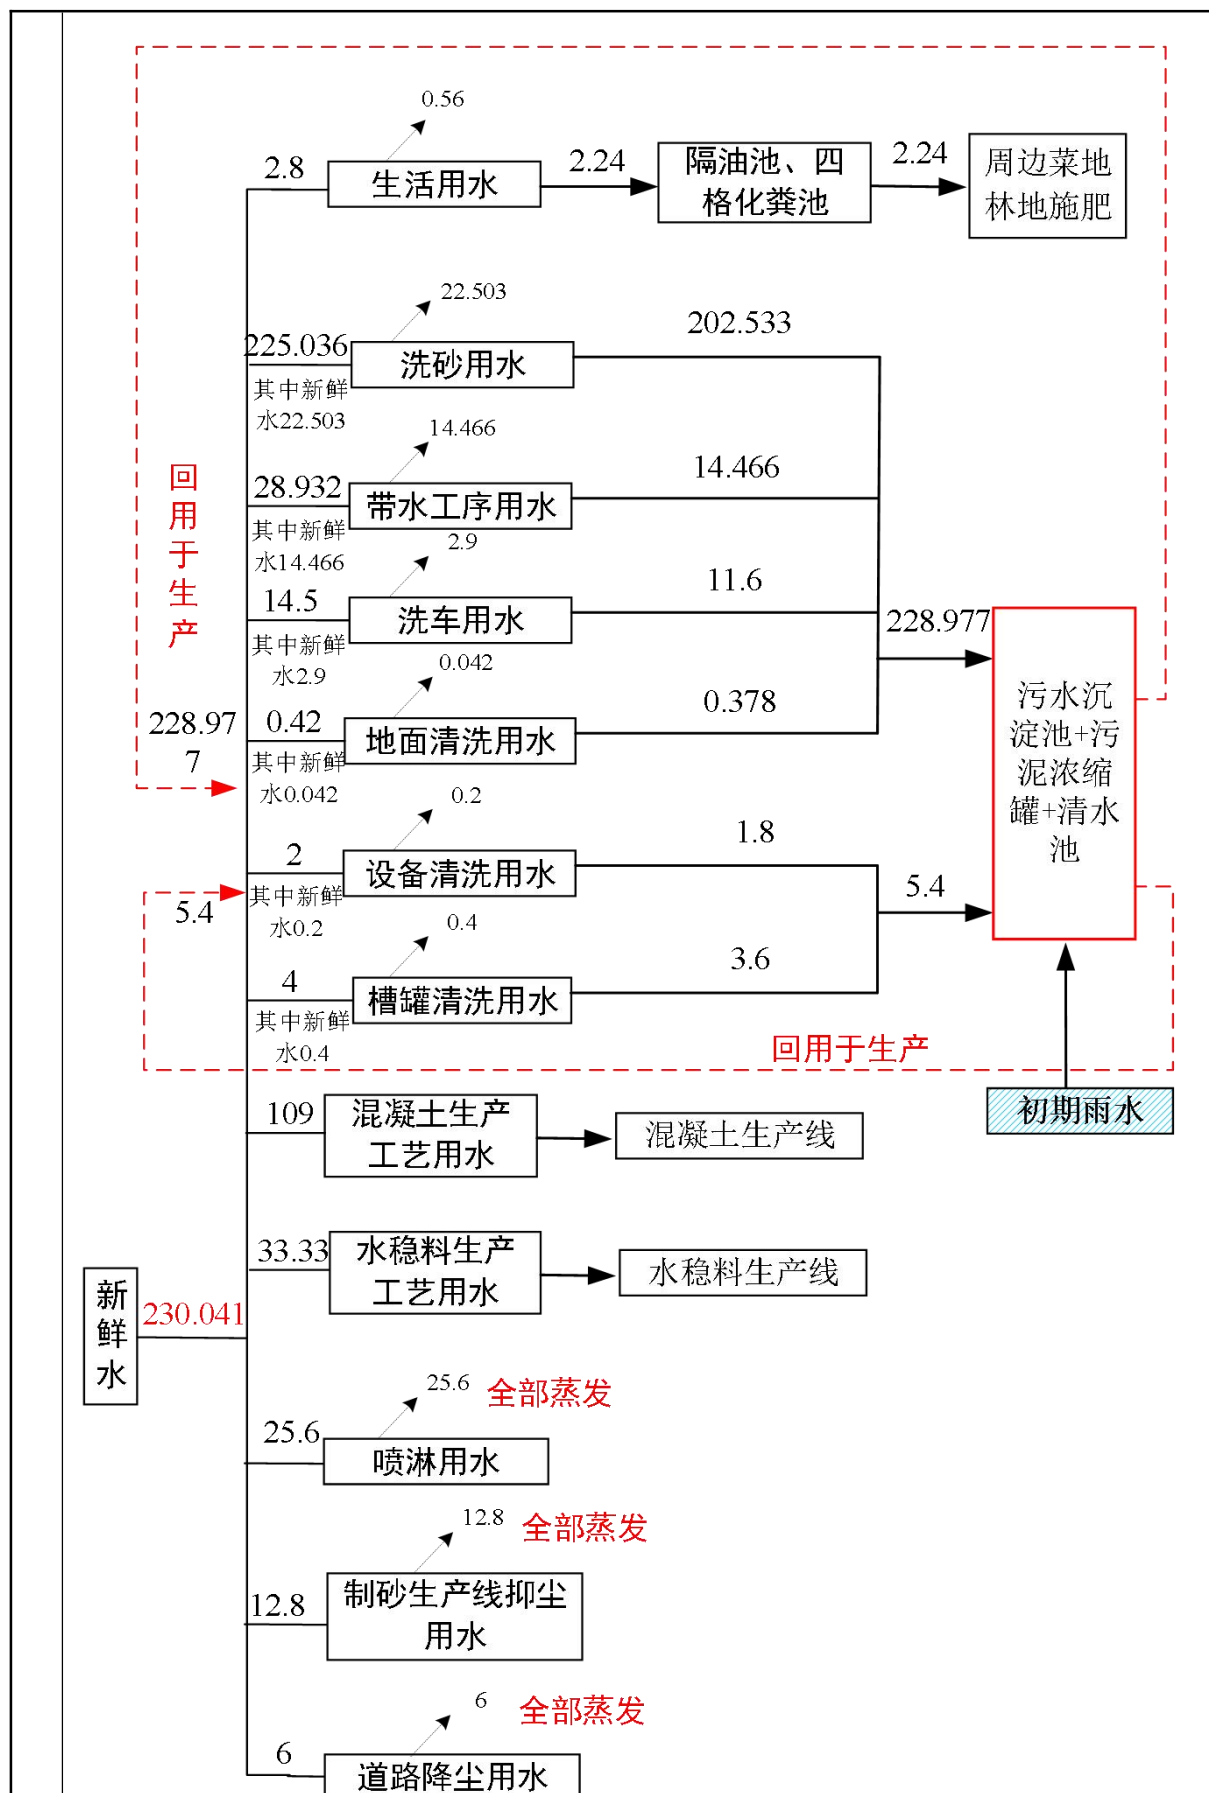 0.56
2.8
生活用水
2.24
隔油池、四
格化粪池
2.24
周边菜地
林地施肥
22.503
225.036
其中新鲜
水22.503
洗砂用水
202.533
14.466
28.932
其中新鲜
水14.466
带水工序用水
14.466
回
用
于
生
产
2.9
14.5
其中新鲜
水2.9
洗车用水
11.6
228.977
0.042
228.97
7
0.42
其中新鲜
水0.042
地面清洗用水
0.378
污水沉
淀池+污
泥浓缩
罐+清水
池
0.2
2
其中新鲜
水0.2
设备清洗用水
1.8
5.4
5.4
0.4
4
其中新鲜
水0.4
槽罐清洗用水
3.6
回用于生产
初期雨水
109
混凝土生产
工艺用水
混凝土生产线
33.33
水稳料生产
工艺用水
水稳料生产线
新
鲜
水
230.041
25.6
全部蒸发
25.6
喷淋用水
12.8
全部蒸发
12.8
制砂生产线抑尘
用水
6
全部蒸发
6
道路降尘用水